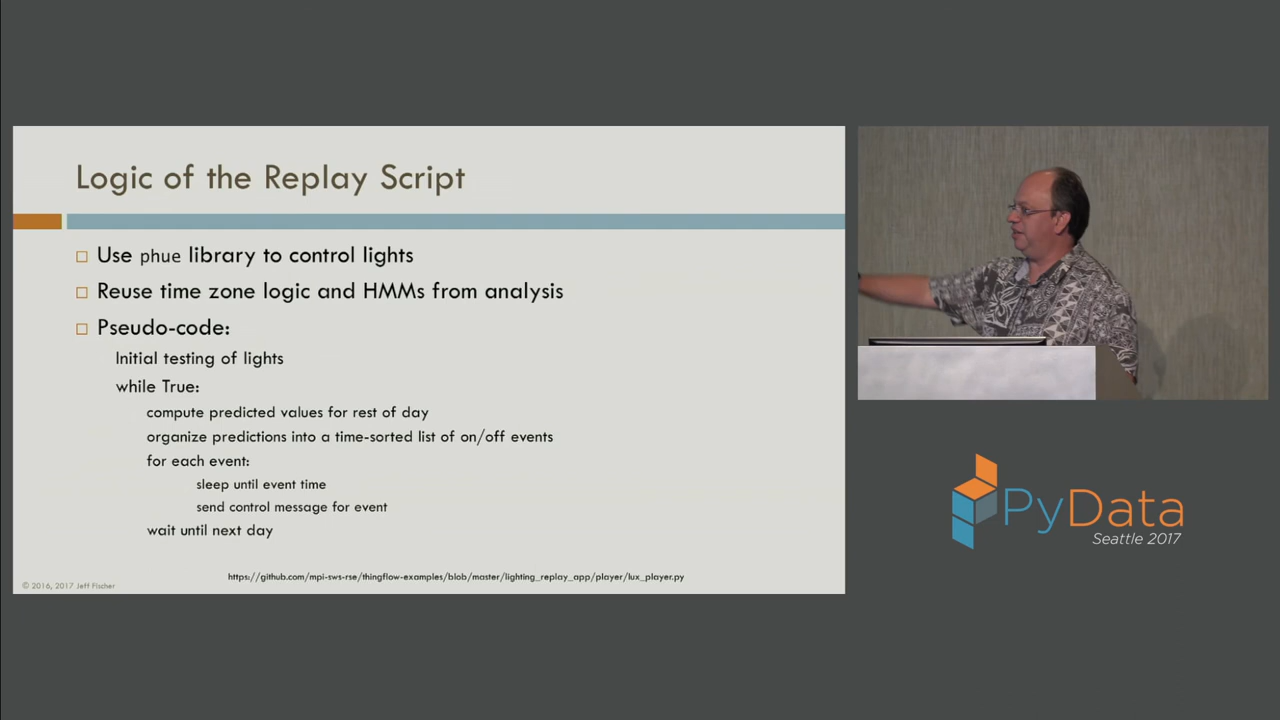 Logic of the Replay Script
Use phue library to control lights
Reuse time zone logic and HMMs from analysis
Pseudo-code:
Initial testing of lights
while True:
compute predicted values for rest of day
organize predictions into a time-sorted list of on/off events
for each event:
sleep until event time
send control message for event
wait until next day
https://github.com/mpi-sws-rse/thingflow-examples/blob/master/lighting_replay_app/player/lux_player.py
© 2016, 2017 Jeff Fischer
PyData
Seattle 2017